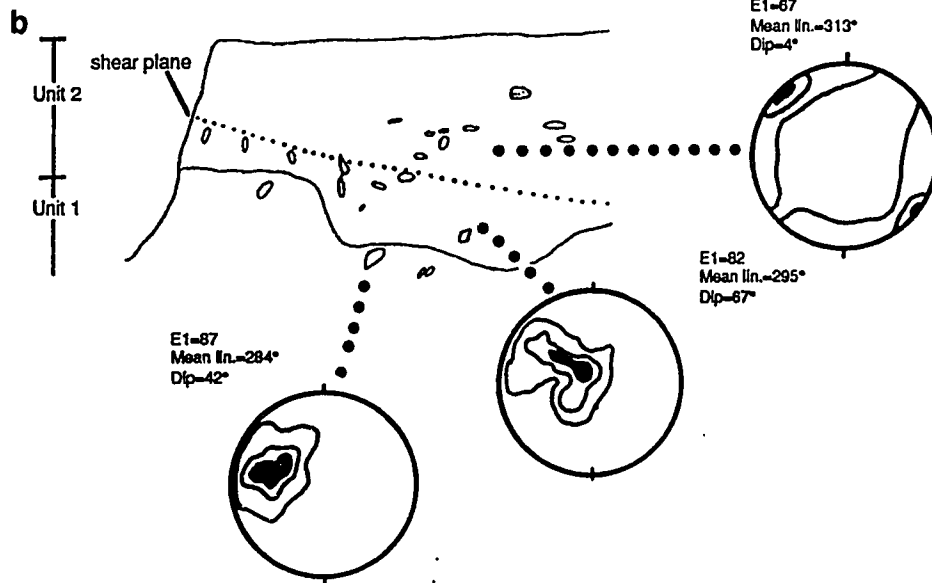 b
E1=67
Mean lin.=313°
Dip=4°
shear plane
Unit 2
Unit 1
E1=82
Mean lin.=295°
Dip=67°
E1=87
Mean lin.=284°
Dip=42°